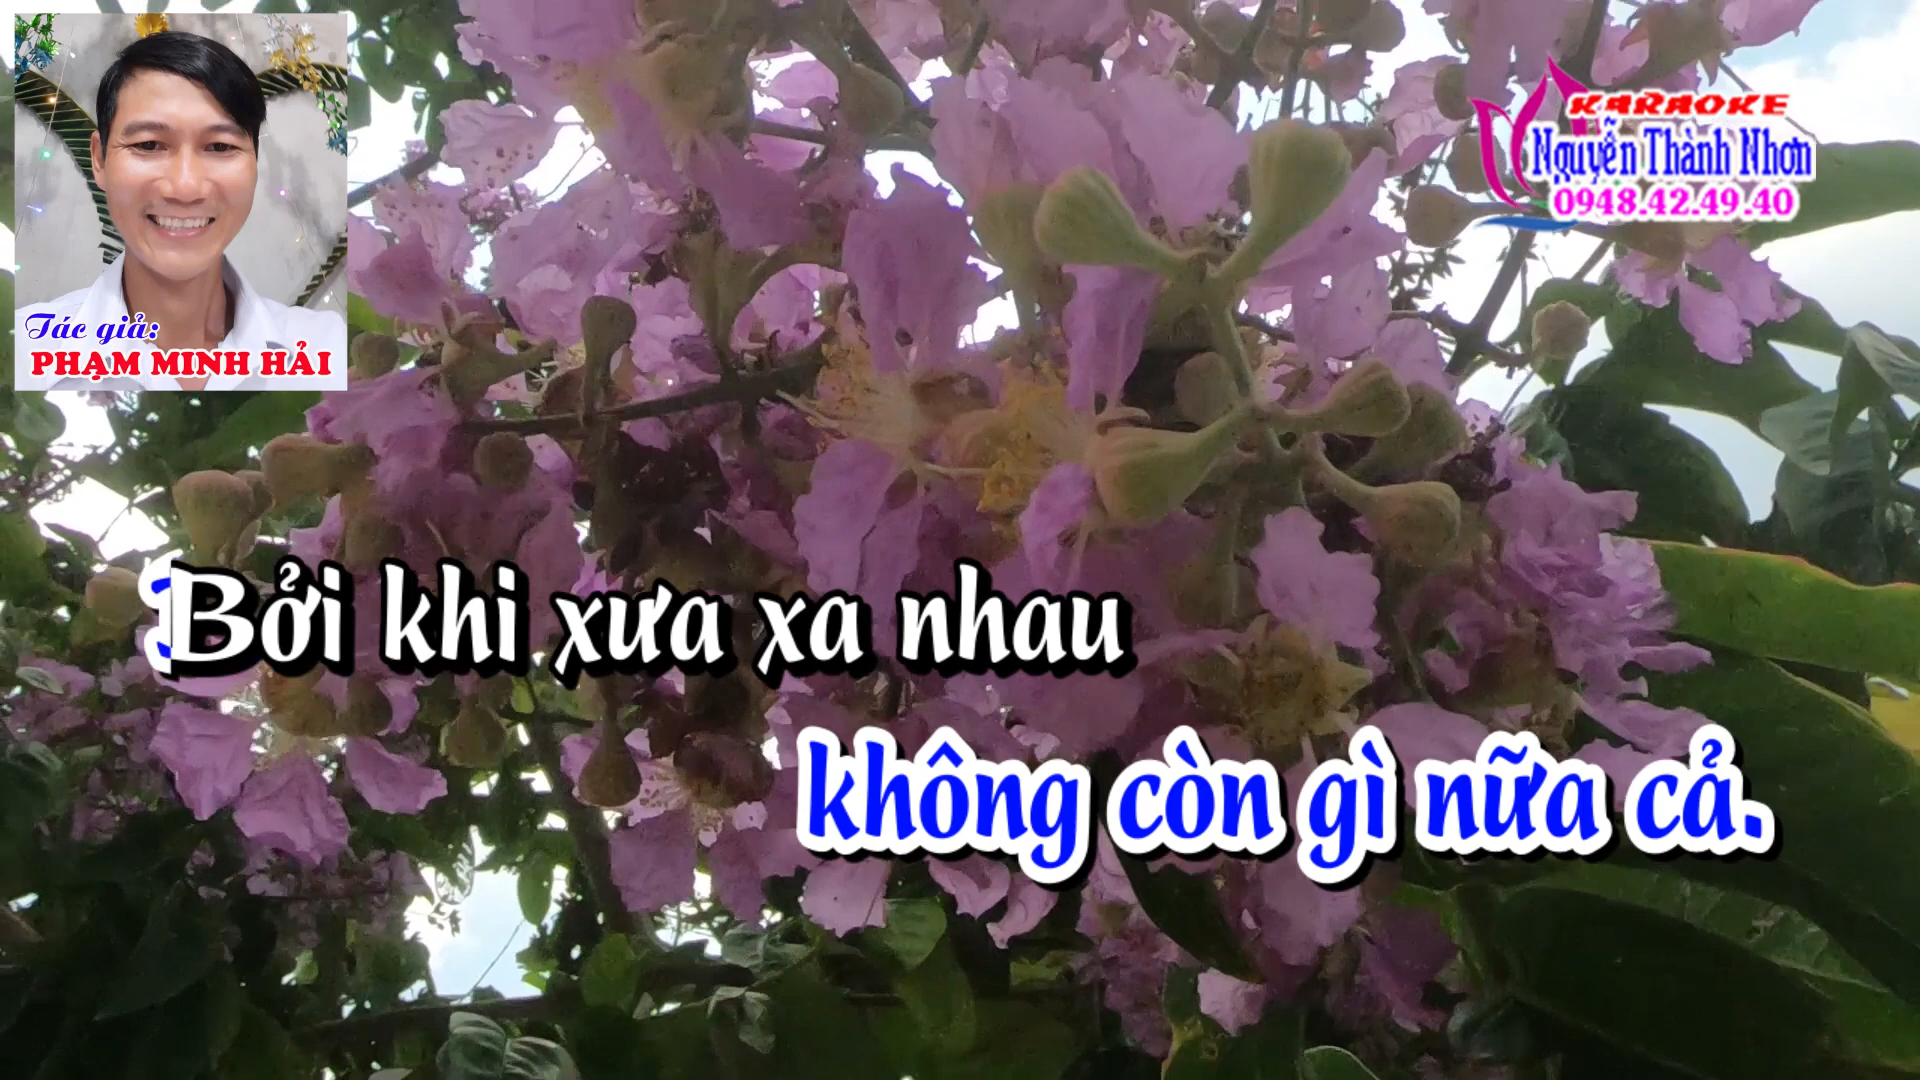 Tác giả:
PHẠM MINH HẢI
KARAOKE
Nguyễn Thành Nhơn
0948.42.49.40
Bởi khi xưa xa nhau
không còn gì nữa cả.